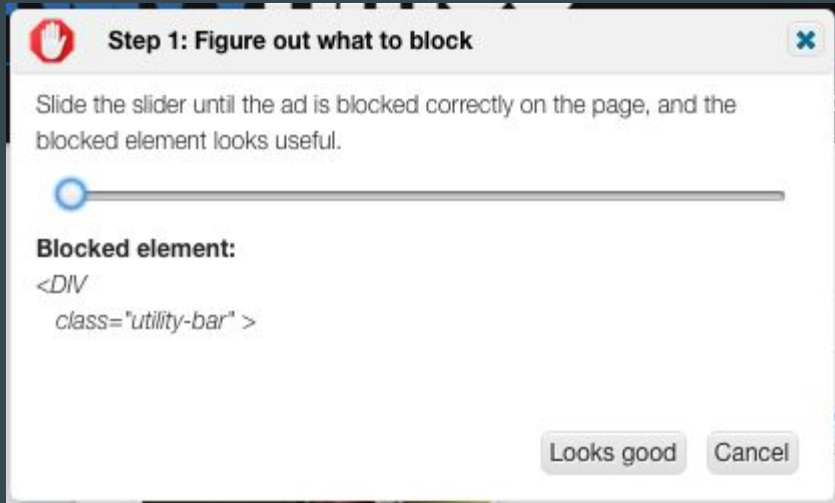 Step 1: Figure out what to block
Slide the slider until the ad is blocked correctly on the page, and the
blocked element looks useful.
Blocked element:
<DIV
class="utility-bar" >
Looks good
Cancel